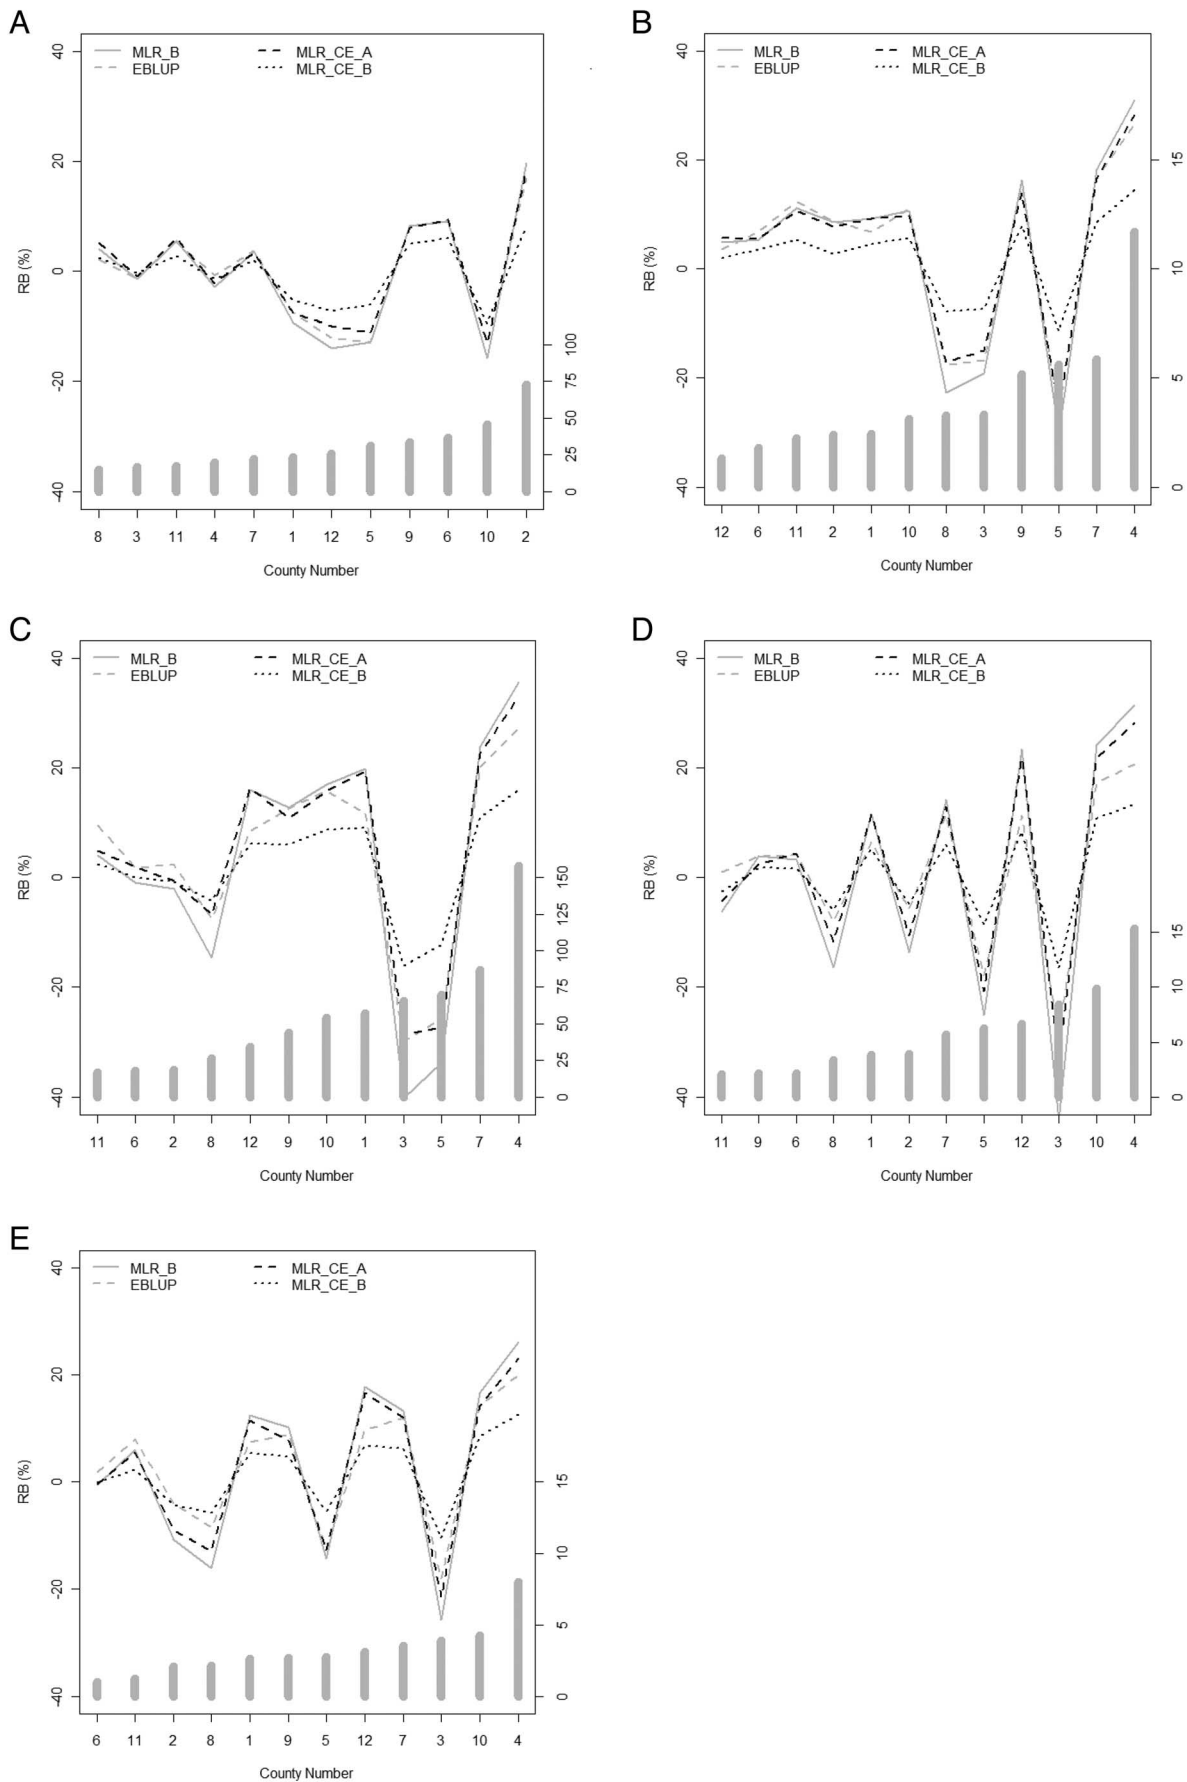 A
MLR_B
EBLUP
MLR_CE_A
MLR_CE_B
RB (%)
40
20
0
-20
-40
100
75
50
25
0
8 3 11 4 7 1 12 5 9 6 10 2
County Number
B
MLR_B
EBLUP
MLR_CE_A
MLR_CE_B
RB (%)
40
20
0
-20
-40
15
10
5
0
12 6 11 2 1 10 8 3 9 5 7 4
County Number
C
MLR_B
EBLUP
MLR_CE_A
MLR_CE_B
RB (%)
40
20
0
-20
-40
150
125
100
75
50
25
0
11 6 2 8 12 9 10 1 3 5 7 4
County Number
D
MLR_B
EBLUP
MLR_CE_A
MLR_CE_B
RB (%)
40
20
0
-20
-40
15
10
5
0
11 9 6 8 1 2 7 5 12 3 10 4
County Number
E
MLR_B
EBLUP
MLR_CE_A
MLR_CE_B
RB (%)
40
20
0
-20
-40
15
10
5
0
6 11 2 8 1 9 5 12 7 3 10 4
County Number